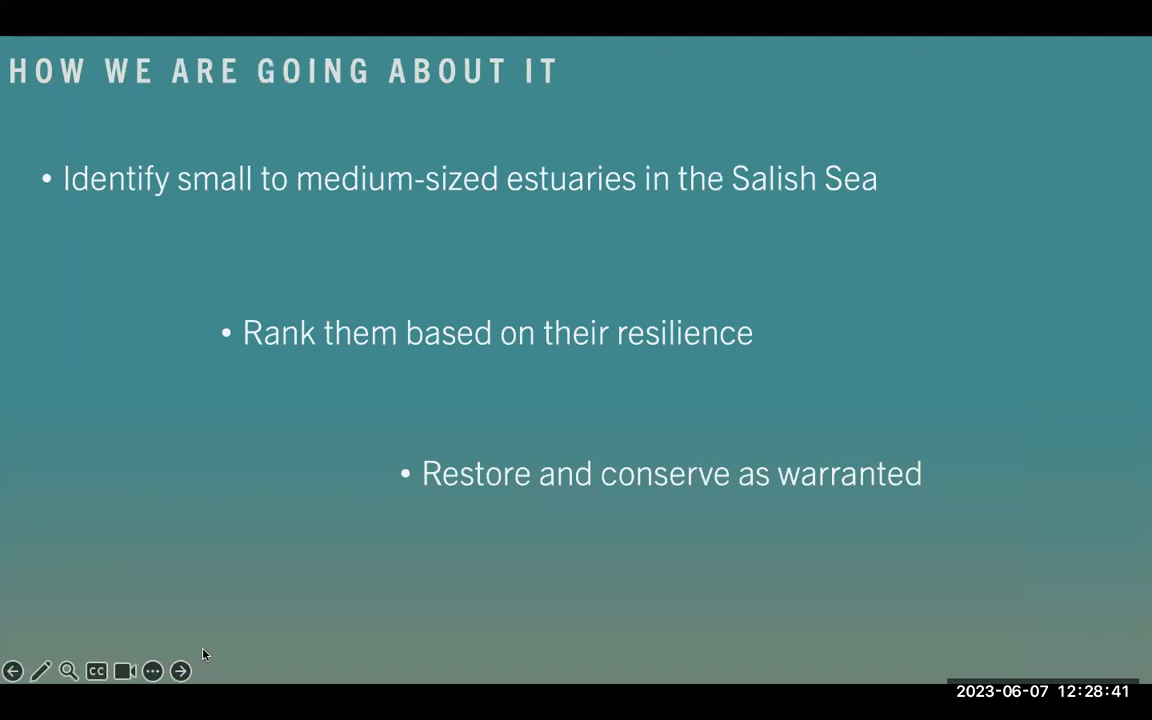 HOW WE ARE GOING ABOUT IT
• Identify small to medium-sized estuaries in the Salish Sea
• Rank them based on their resilience
• Restore and conserve as warranted
CC
2023-06-07 12:28:41